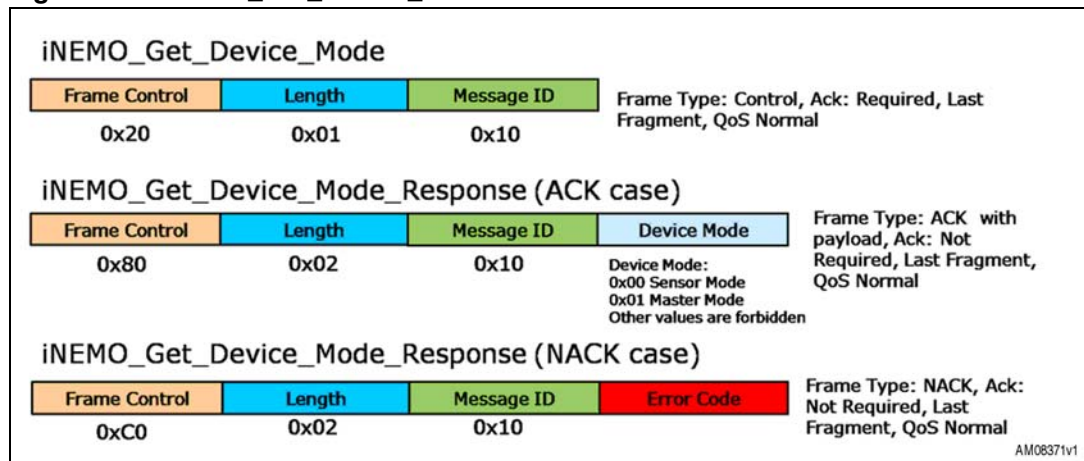 iNEMO_Get_Device_Mode
Frame Control Length Message ID
0x20 0x01 0x10
Frame Type: Control, Ack: Required, Last
Fragment, QoS Normal
iNEMO_Get_Device_Mode_Response (ACK case)
Frame Control Length Message ID Device Mode
0x80 0x02 0x10
Device Mode:
0x00 Sensor Mode
0x01 Master Mode
Other values are forbidden
Frame Type: ACK with
payload, Ack: Not
Required, Last Fragment,
QoS Normal
iNEMO_Get_Device_Mode_Response (NACK case)
Frame Control Length Message ID Error Code
0xC0 0x02 0x10
Frame Type: NACK, Ack:
Not Required, Last
Fragment, QoS Normal
AM08371v1